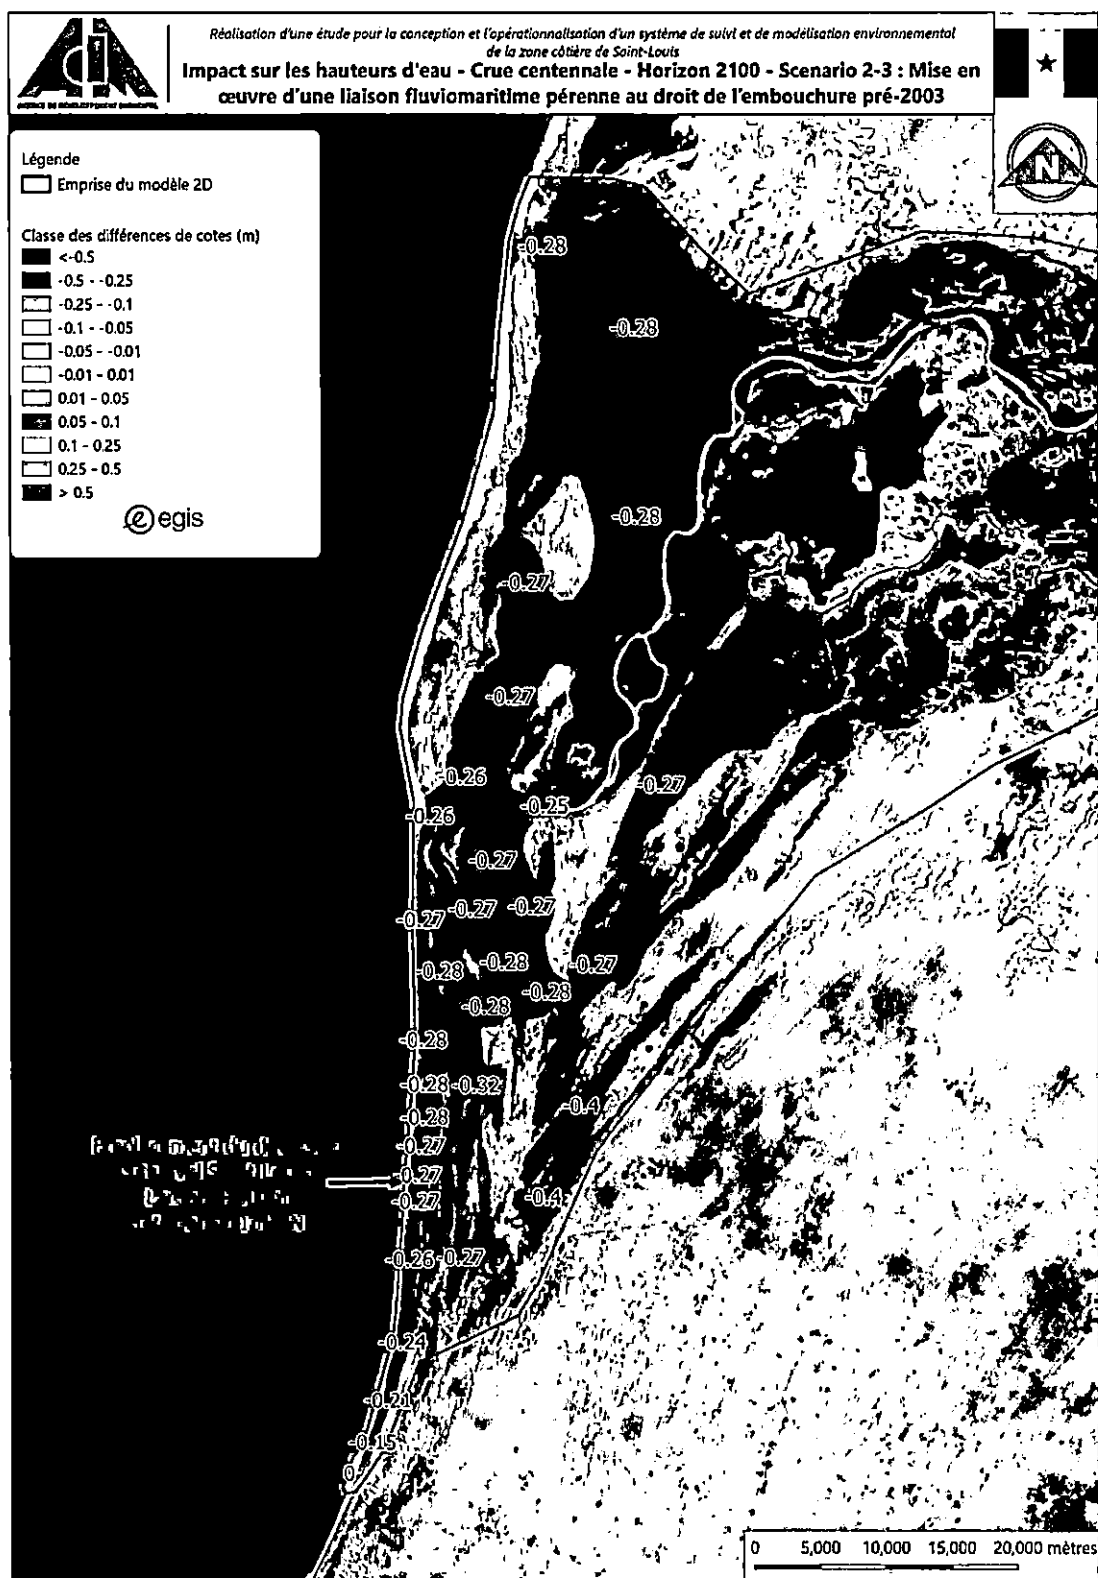 Réalisation d'une étude pour la conception et l'opérationnalisation d'un système de suivi et de modélisation environnemental
de la zone côtière de Saint-Louis
Impact sur les hauteurs d'eau - Crue centennale - Horizon 2100 - Scenario 2-3 : Mise en
œuvre d'une liaison fluviomaritime pérenne au droit de l'embouchure pré-2003
N
Légende
Emprise du modèle 2D
Classe des différences de cotes (m)
<-0.5
-0.5 - -0.25
-0.25 - -0.1
-0.1 - -0.05
-0.05 - -0.01
-0.01 - 0.01
0.01 - 0.05
0.05 - 0.1
0.1 - 0.25
0.25 - 0.5
> 0.5
egis
-0.28
-0.28
-0.28
-0.27
-0.27
-0.26
-0.27
-0.25
-0.26
-0.27
-0.27
-0.27
-0.27
-0.28
-0.28
-0.27
-0.28
-0.28
-0.28
-0.28
-0.32
-0.4
-0.28
-0.27
-0.27
-0.27
-0.4
-0.26
-0.27
-0.24
-0.21
-0.15
0
0 5,000 10,000 15,000 20,000 mètres